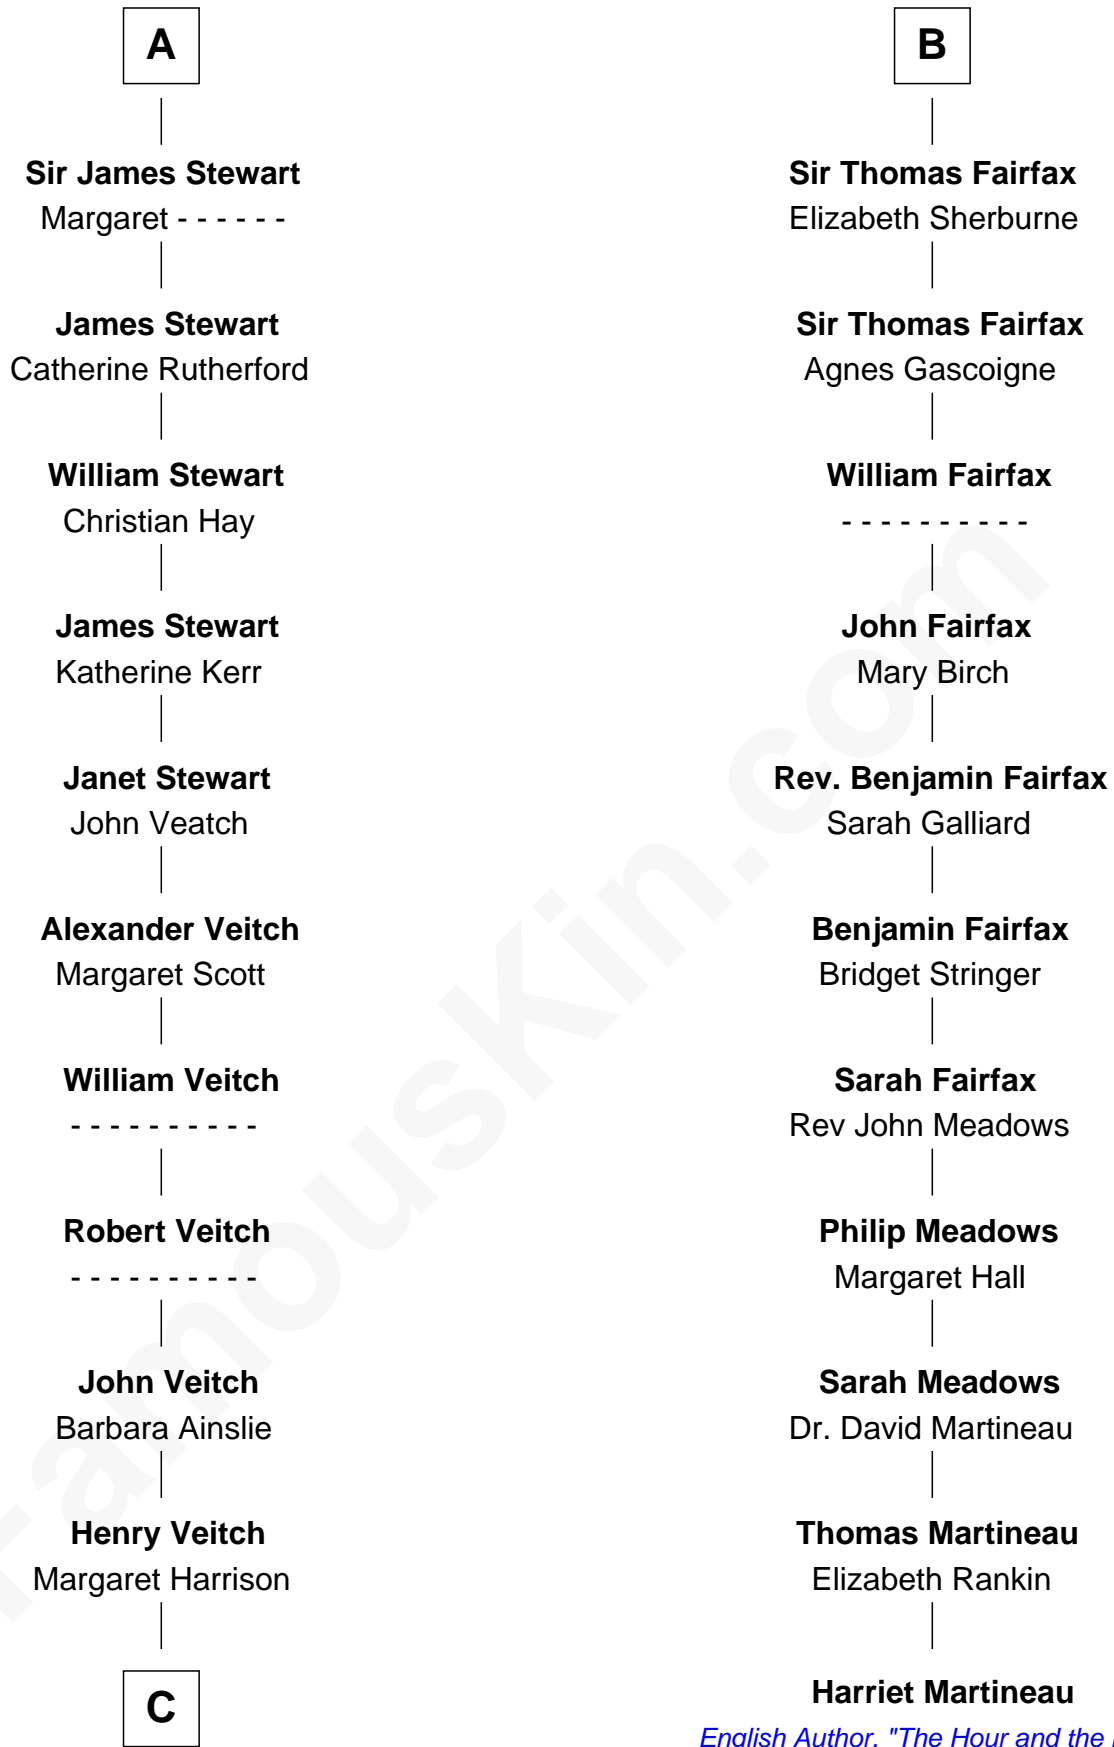 A
Sir James Stewart
Margaret - - - - - -
James Stewart
Catherine Rutherford
William Stewart
Christian Hay
James Stewart
Katherine Kerr
Janet Stewart
John Veatch
Alexander Veitch
Margaret Scott
William Veitch
- - - - - - - - - -
Robert Veitch
- - - - - - - - - -
John Veitch
Barbara Ainslie
Henry Veitch
Margaret Harrison
C
B
Sir Thomas Fairfax
Elizabeth Sherburne
Sir Thomas Fairfax
Agnes Gascoigne
William Fairfax
- - - - - - - - - -
John Fairfax
Mary Birch
Rev. Benjamin Fairfax
Sarah Galliard
Benjamin Fairfax
Bridget Stringer
Sarah Fairfax
Rev John Meadows
Philip Meadows
Margaret Hall
Sarah Meadows
Dr. David Martineau
Thomas Martineau
Elizabeth Rankin
Harriet Martineau
English Author. "The Hour and the
FamousKin.com